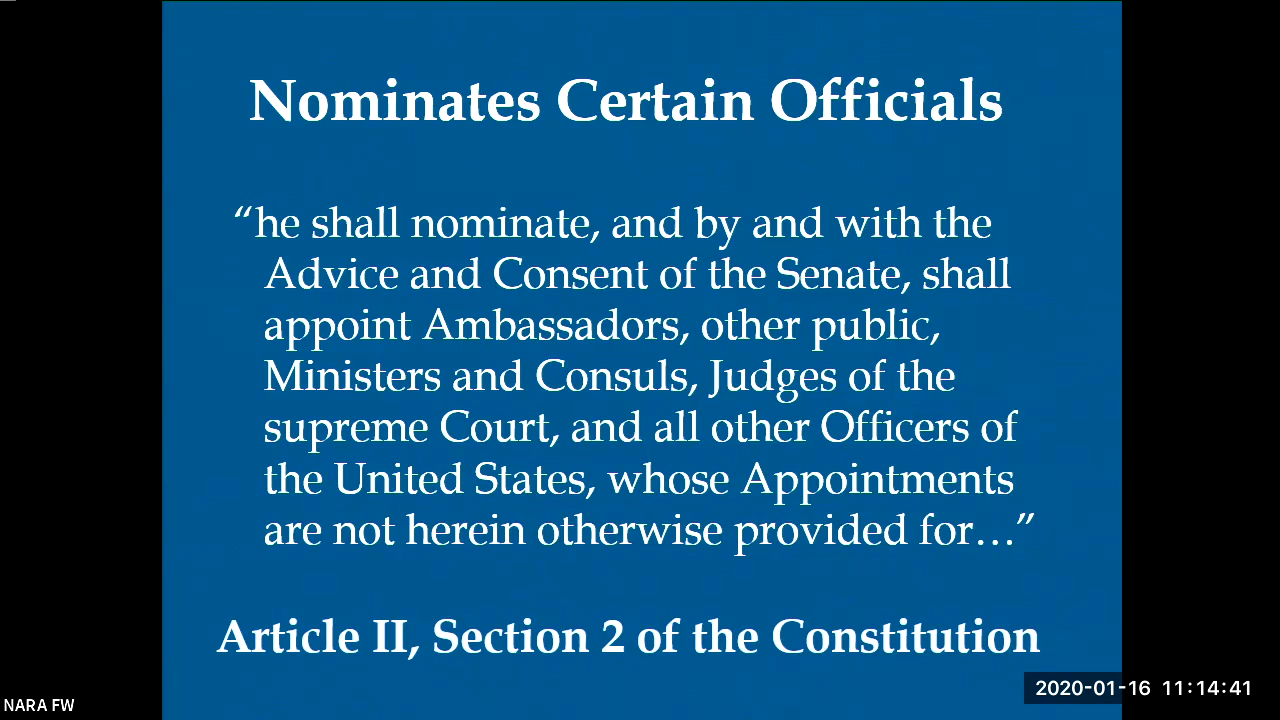 Nominates Certain Officials
“he shall nominate, and by and with the
Advice and Consent of the Senate, shall
appoint Ambassadors, other public,
Ministers and Consuls, Judges of the
supreme Court, and all other Officers of
the United States, whose Appointments
are not herein otherwise provided for…”
Article II, Section 2 of the Constitution
2020-01-16 11:14:41
NARA FW